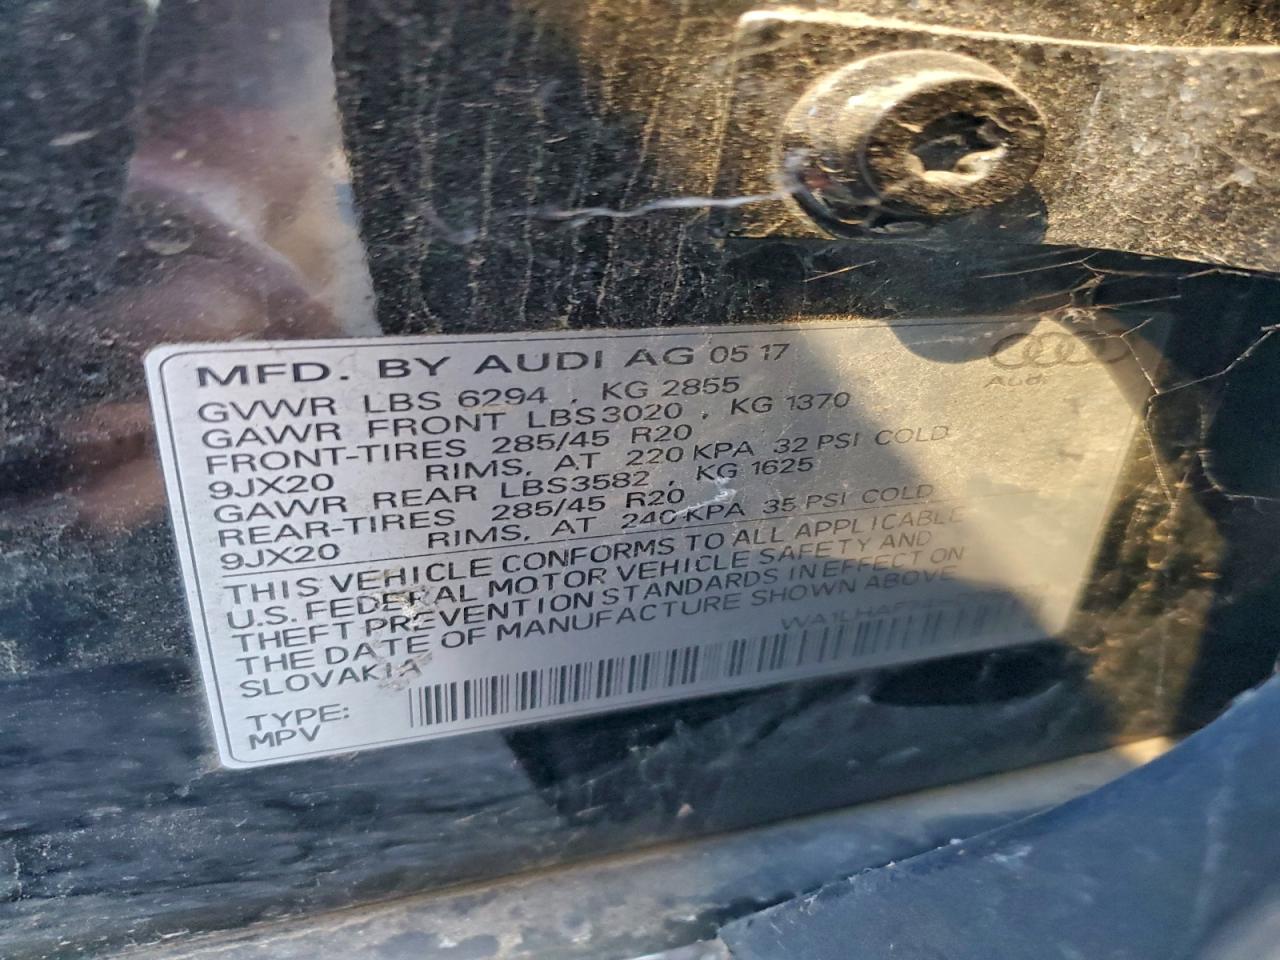 MFD. BY AUDI AG 05 17
Audi
GVWR LBS 6294 , KG 2855
GAWR FRONT LBS3020 , KG 1370
FRONT-TIRES 285/45 R20
9JX20 RIMS, AT 220 KPA 32 PSI COLD
GAWR REAR LBS3582 , KG 1625
REAR-TIRES 285/45 R20
9JX20 RIMS, AT 240 KPA 35 PSI COLD
THIS VEHICLE CONFORMS TO ALL APPLICABLE
U.S. FEDERAL MOTOR VEHICLE SAFETY AND
THEFT PREVENTION STANDARDS IN EFFECT ON
THE DATE OF MANUFACTURE SHOWN ABOVE
SLOVAKIA
TYPE:
MPV